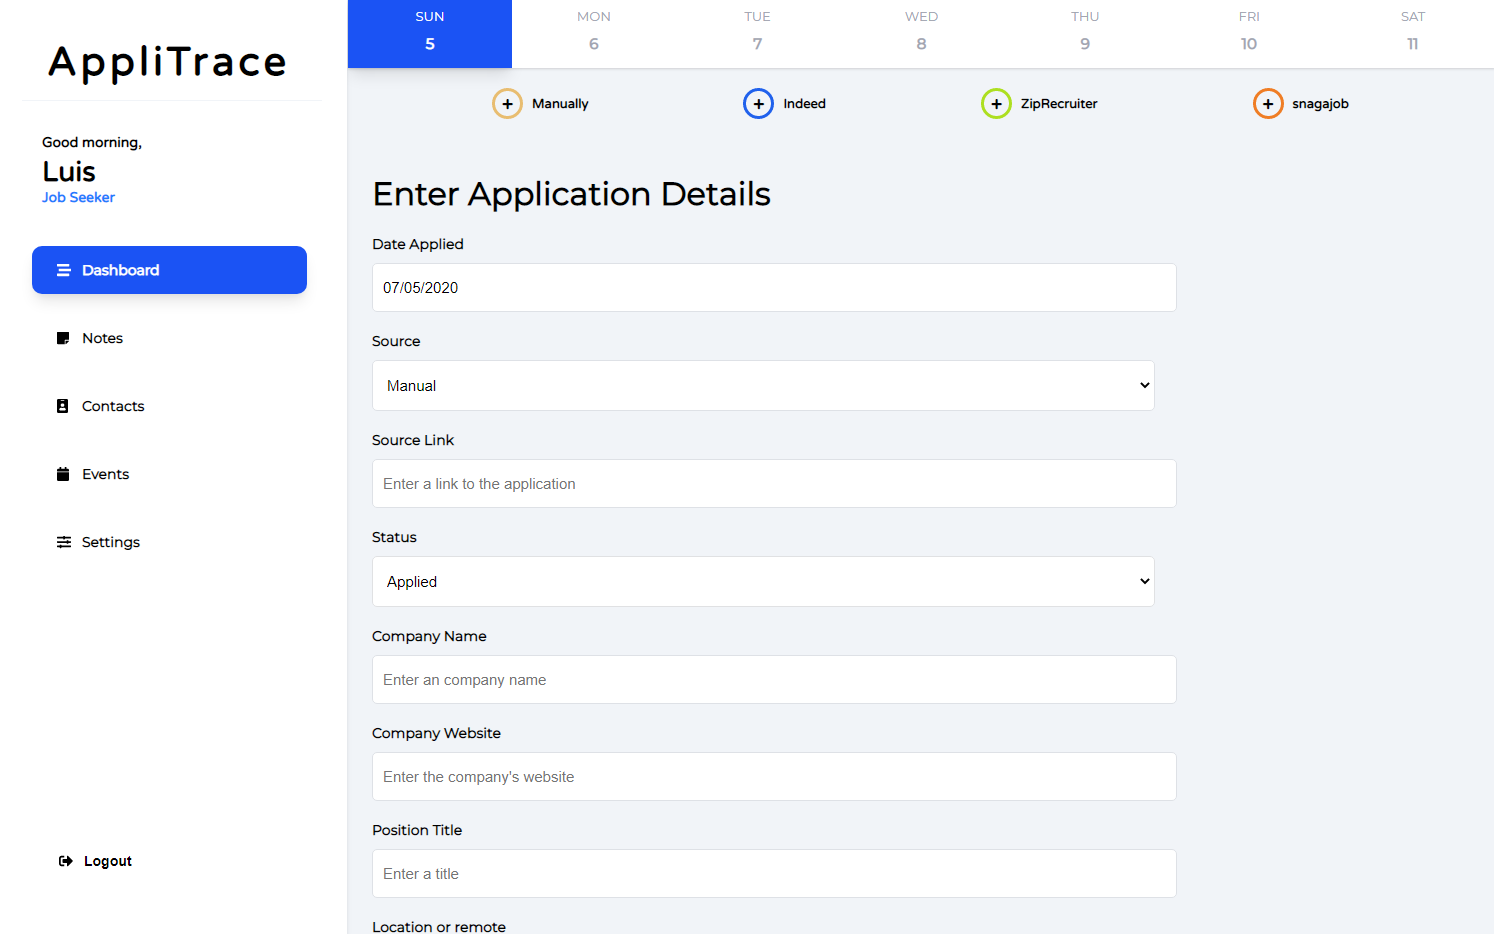 AppliTrace
Good morning,
Luis
Job Seeker
Dashboard
Notes
Contacts
Events
Settings
Logout
SUN MON TUE WED THU FRI SAT
5 6 7 8 9 10 11
+ Manually + Indeed + ZipRecruiter + snagajob
Enter Application Details
Date Applied
07/05/2020
Source
Manual
Source Link
Enter a link to the application
Status
Applied
Company Name
Enter an company name
Company Website
Enter the company's website
Position Title
Enter a title
Location or remote